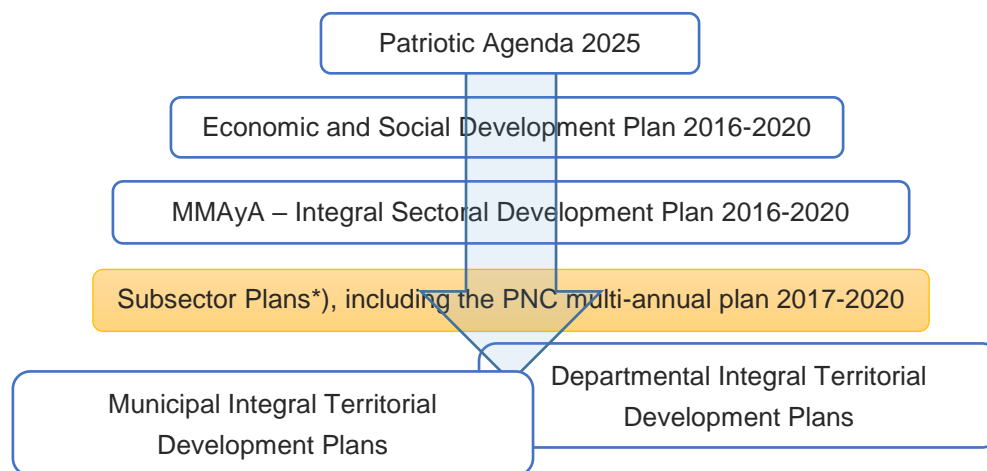 Patriotic Agenda 2025
Economic and Social Development Plan 2016-2020
MMAyA – Integral Sectoral Development Plan 2016-2020
Subsector Plans*), including the PNC multi-annual plan 2017-2020
Municipal Integral Territorial
Development Plans
Departmental Integral Territorial
Development Plans